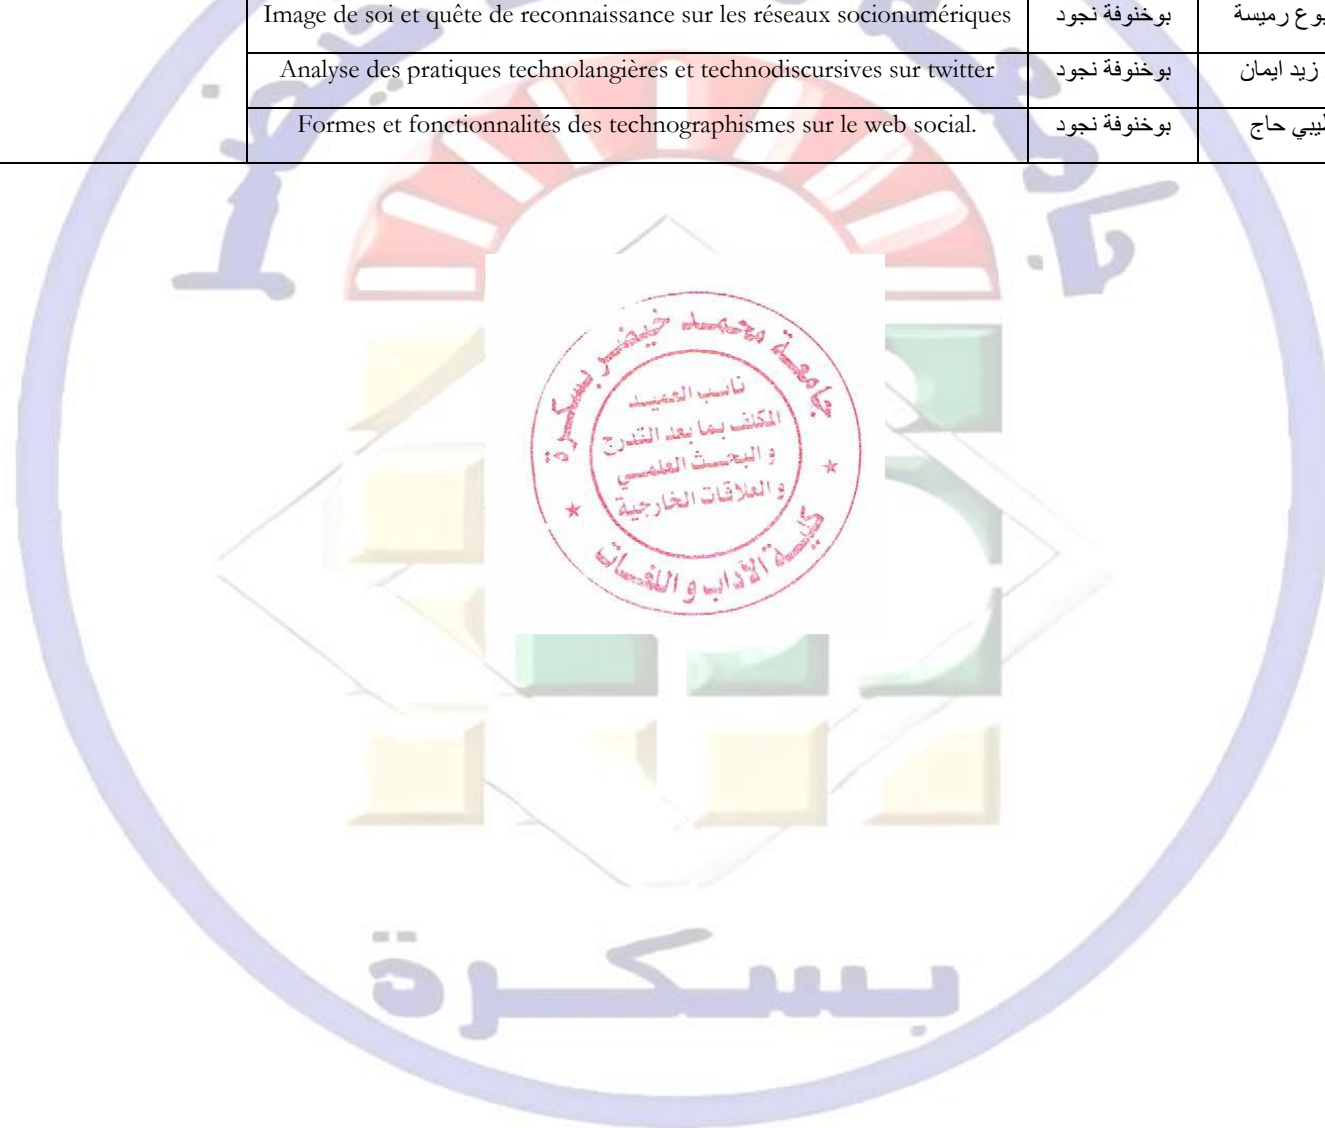 Image de soi et quête de reconnaissance sur les réseaux socionumériques بوخنوفة نجود رميسة
Analyse des pratiques technolangières et technodiscursives sur twitter بوخنوفة نجود زيد ايمان
Formes et fonctionnalités des technographismes sur le web social. بوخنوفة نجود حاج
جامعة محمد خيضر بسكرة
نائب العميد
المكلف بما بعد التدرج
و البحث العلمي
و العلاقات الخارجية
كلية الآداب و اللغات
بسكرة